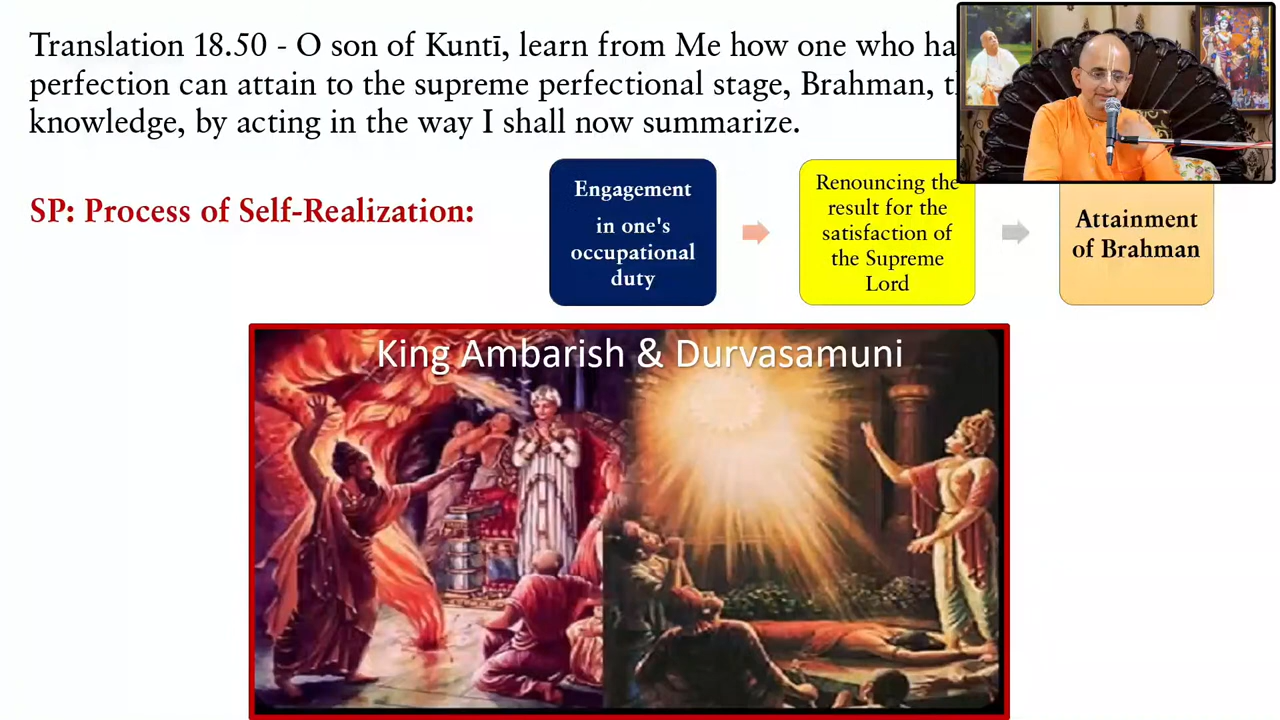 Translation 18.50 - O son of Kuntī, learn from Me how one who
perfection can attain to the supreme perfectional stage, Brahman,
knowledge, by acting in the way I shall now summarize.
SP: Process of Self-Realization:
Engagement
in one's
occupational
duty
Renouncing the
result for the
satisfaction of
the Supreme
Lord
Attainment
of Brahman
King Ambarish & Durvasamuni